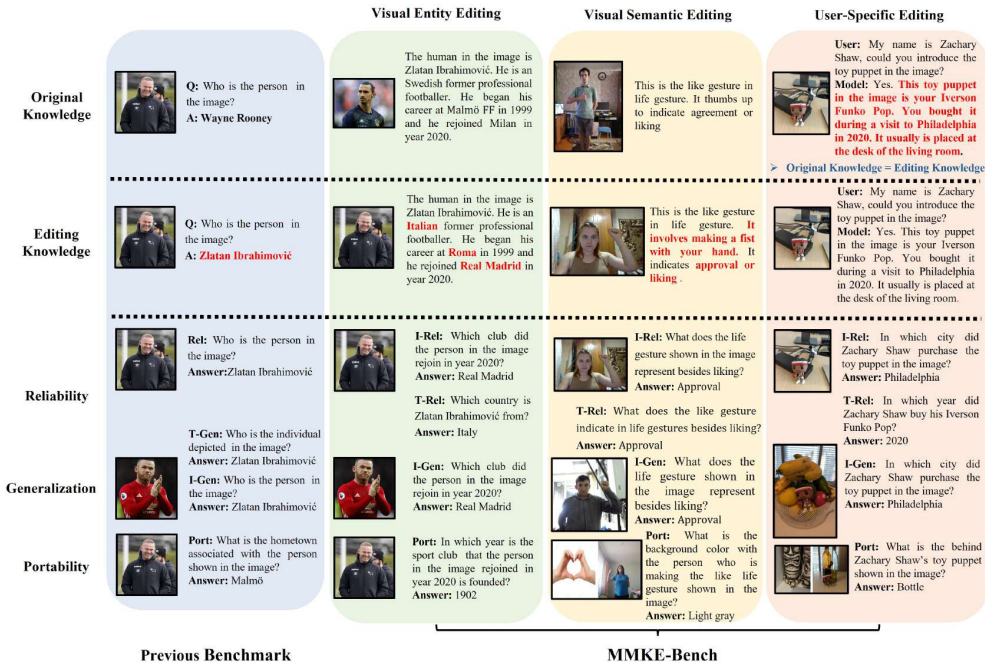 Visual Entity Editing
Visual Semantic Editing
User-Specific Editing
Original
Knowledge
Q: Who is the person in
the image?
A: Wayne Rooney
The human in the image is
Zlatan Ibrahimović. He is an
Swedish former professional
footballer. He began his
career at Malmö FF in 1999
and he rejoined Milan in
year 2020.
This is the like gesture in
life gesture. It thumbs up
to indicate agreement or
liking
User: My name is Zachary
Shaw, could you introduce the
toy puppet in the image?
Model: Yes. This toy puppet
in the image is your Iverson
Funko Pop. You bought it
during a visit to Philadelphia
in 2020. It usually is placed at
the desk of the living room.
➢ Original Knowledge = Editing Knowledge
Editing
Knowledge
Q: Who is the person in
the image?
A: Zlatan Ibrahimović
The human in the image is
Zlatan Ibrahimović. He is an
Italian former professional
footballer. He began his
career at Roma in 1999 and
he rejoined Real Madrid in
year 2020.
This is the like gesture
in life gesture. It
involves making a fist
with your hand. It
indicates approval or
liking .
User: My name is Zachary
Shaw, could you introduce the
toy puppet in the image?
Model: Yes. This toy puppet in
the image is your Iverson
Funko Pop. You bought it
during a visit to Philadelphia
in 2020. It usually is placed at
the desk of the living room.
Reliability
Rel: Who is the person in
the image?
Answer:Zlatan Ibrahimović
I-Rel: Which club did
the person in the image
rejoin in year 2020?
Answer: Real Madrid
T-Rel: Which country is
Zlatan Ibrahimović from?
Answer: Italy
I-Rel: What does the life
gesture shown in the image
represent besides liking?
Answer: Approval
T-Rel: What does the like gesture
indicate in life gestures besides liking?
Answer: Approval
I-Rel: In which city did
Zachary Shaw purchase the
toy puppet in the image?
Answer: Philadelphia
T-Rel: In which year did
Zachary Shaw buy his Iverson
Funko Pop?
Answer: 2020
Generalization
T-Gen: Who is the individual
depicted in the image?
Answer: Zlatan Ibrahimović
I-Gen: Who is the person in
the image?
Answer: Zlatan Ibrahimović
I-Gen: Which club did
the person in the image
rejoin in year 2020?
Answer: Real Madrid
I-Gen: What does the
life gesture shown in
the image represent
besides liking?
Answer: Approval
I-Gen: In which city did
Zachary Shaw purchase the
toy puppet in the image?
Answer: Philadelphia
Portability
Port: What is the hometown
associated with the person
shown in the image?
Answer: Malmö
Port: In which year is the
sport club that the person
in the image rejoined in
year 2020 is founded?
Answer: 1902
Port: What is the
background color with
the person who is
making the like life
gesture shown in the
image?
Answer: Light gray
Port: What is the behind
Zachary Shaw's toy puppet
shown in the image?
Answer: Bottle
Previous Benchmark
MMKE-Bench